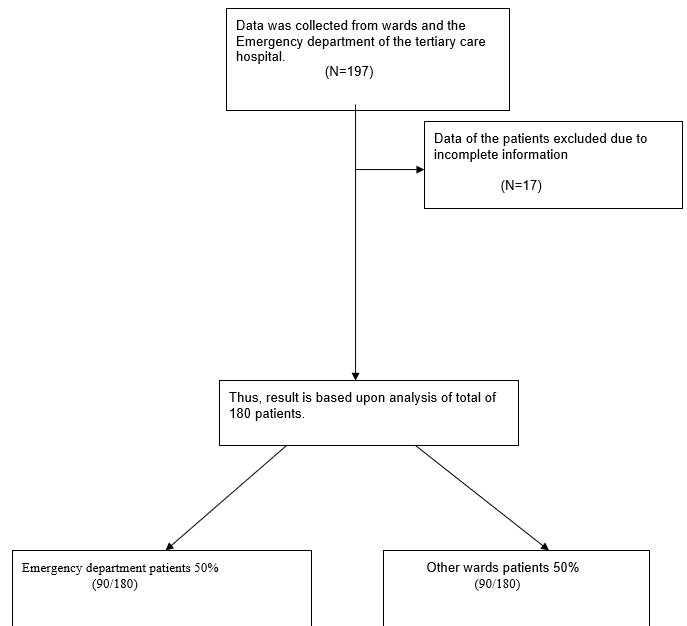 Data was collected from wards and the
Emergency department of the tertiary care
hospital.
(N=197)
Data of the patients excluded due to
incomplete information
(N=17)
Thus, result is based upon analysis of total of
180 patients.
Emergency department patients 50%
(90/180)
Other wards patients 50%
(90/180)